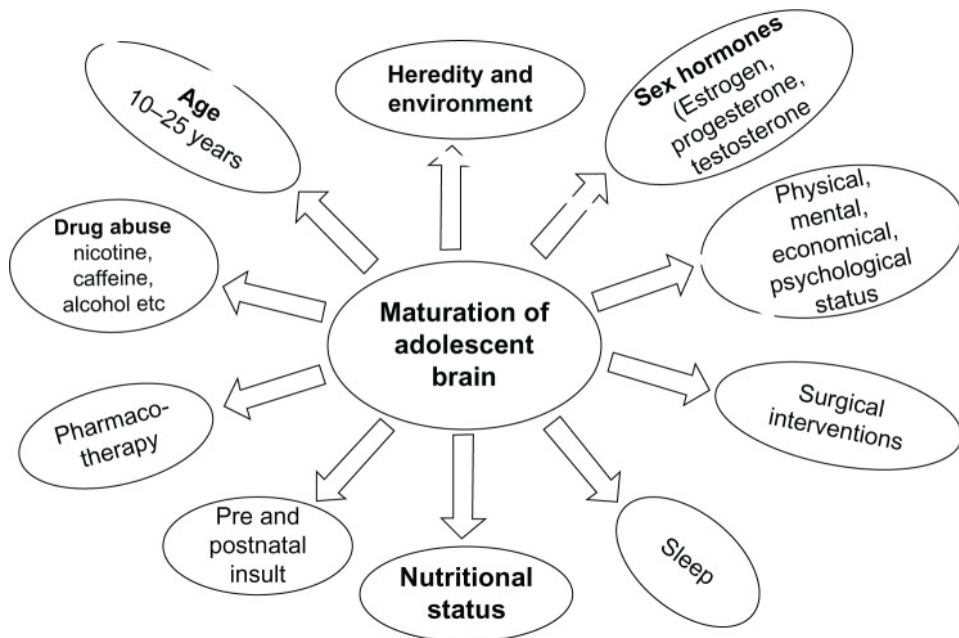 Age
10–25 years
Heredity and
environment
Sex hormones
(Estrogen,
progesterone,
testosterone
Drug abuse
nicotine,
caffeine,
alcohol etc
Physical,
mental,
economical,
psychological
status
Maturation of
adolescent
brain
Pharmaco-
therapy
Surgical
interventions
Pre and
postnatal
insult
Nutritional
status
Sleep